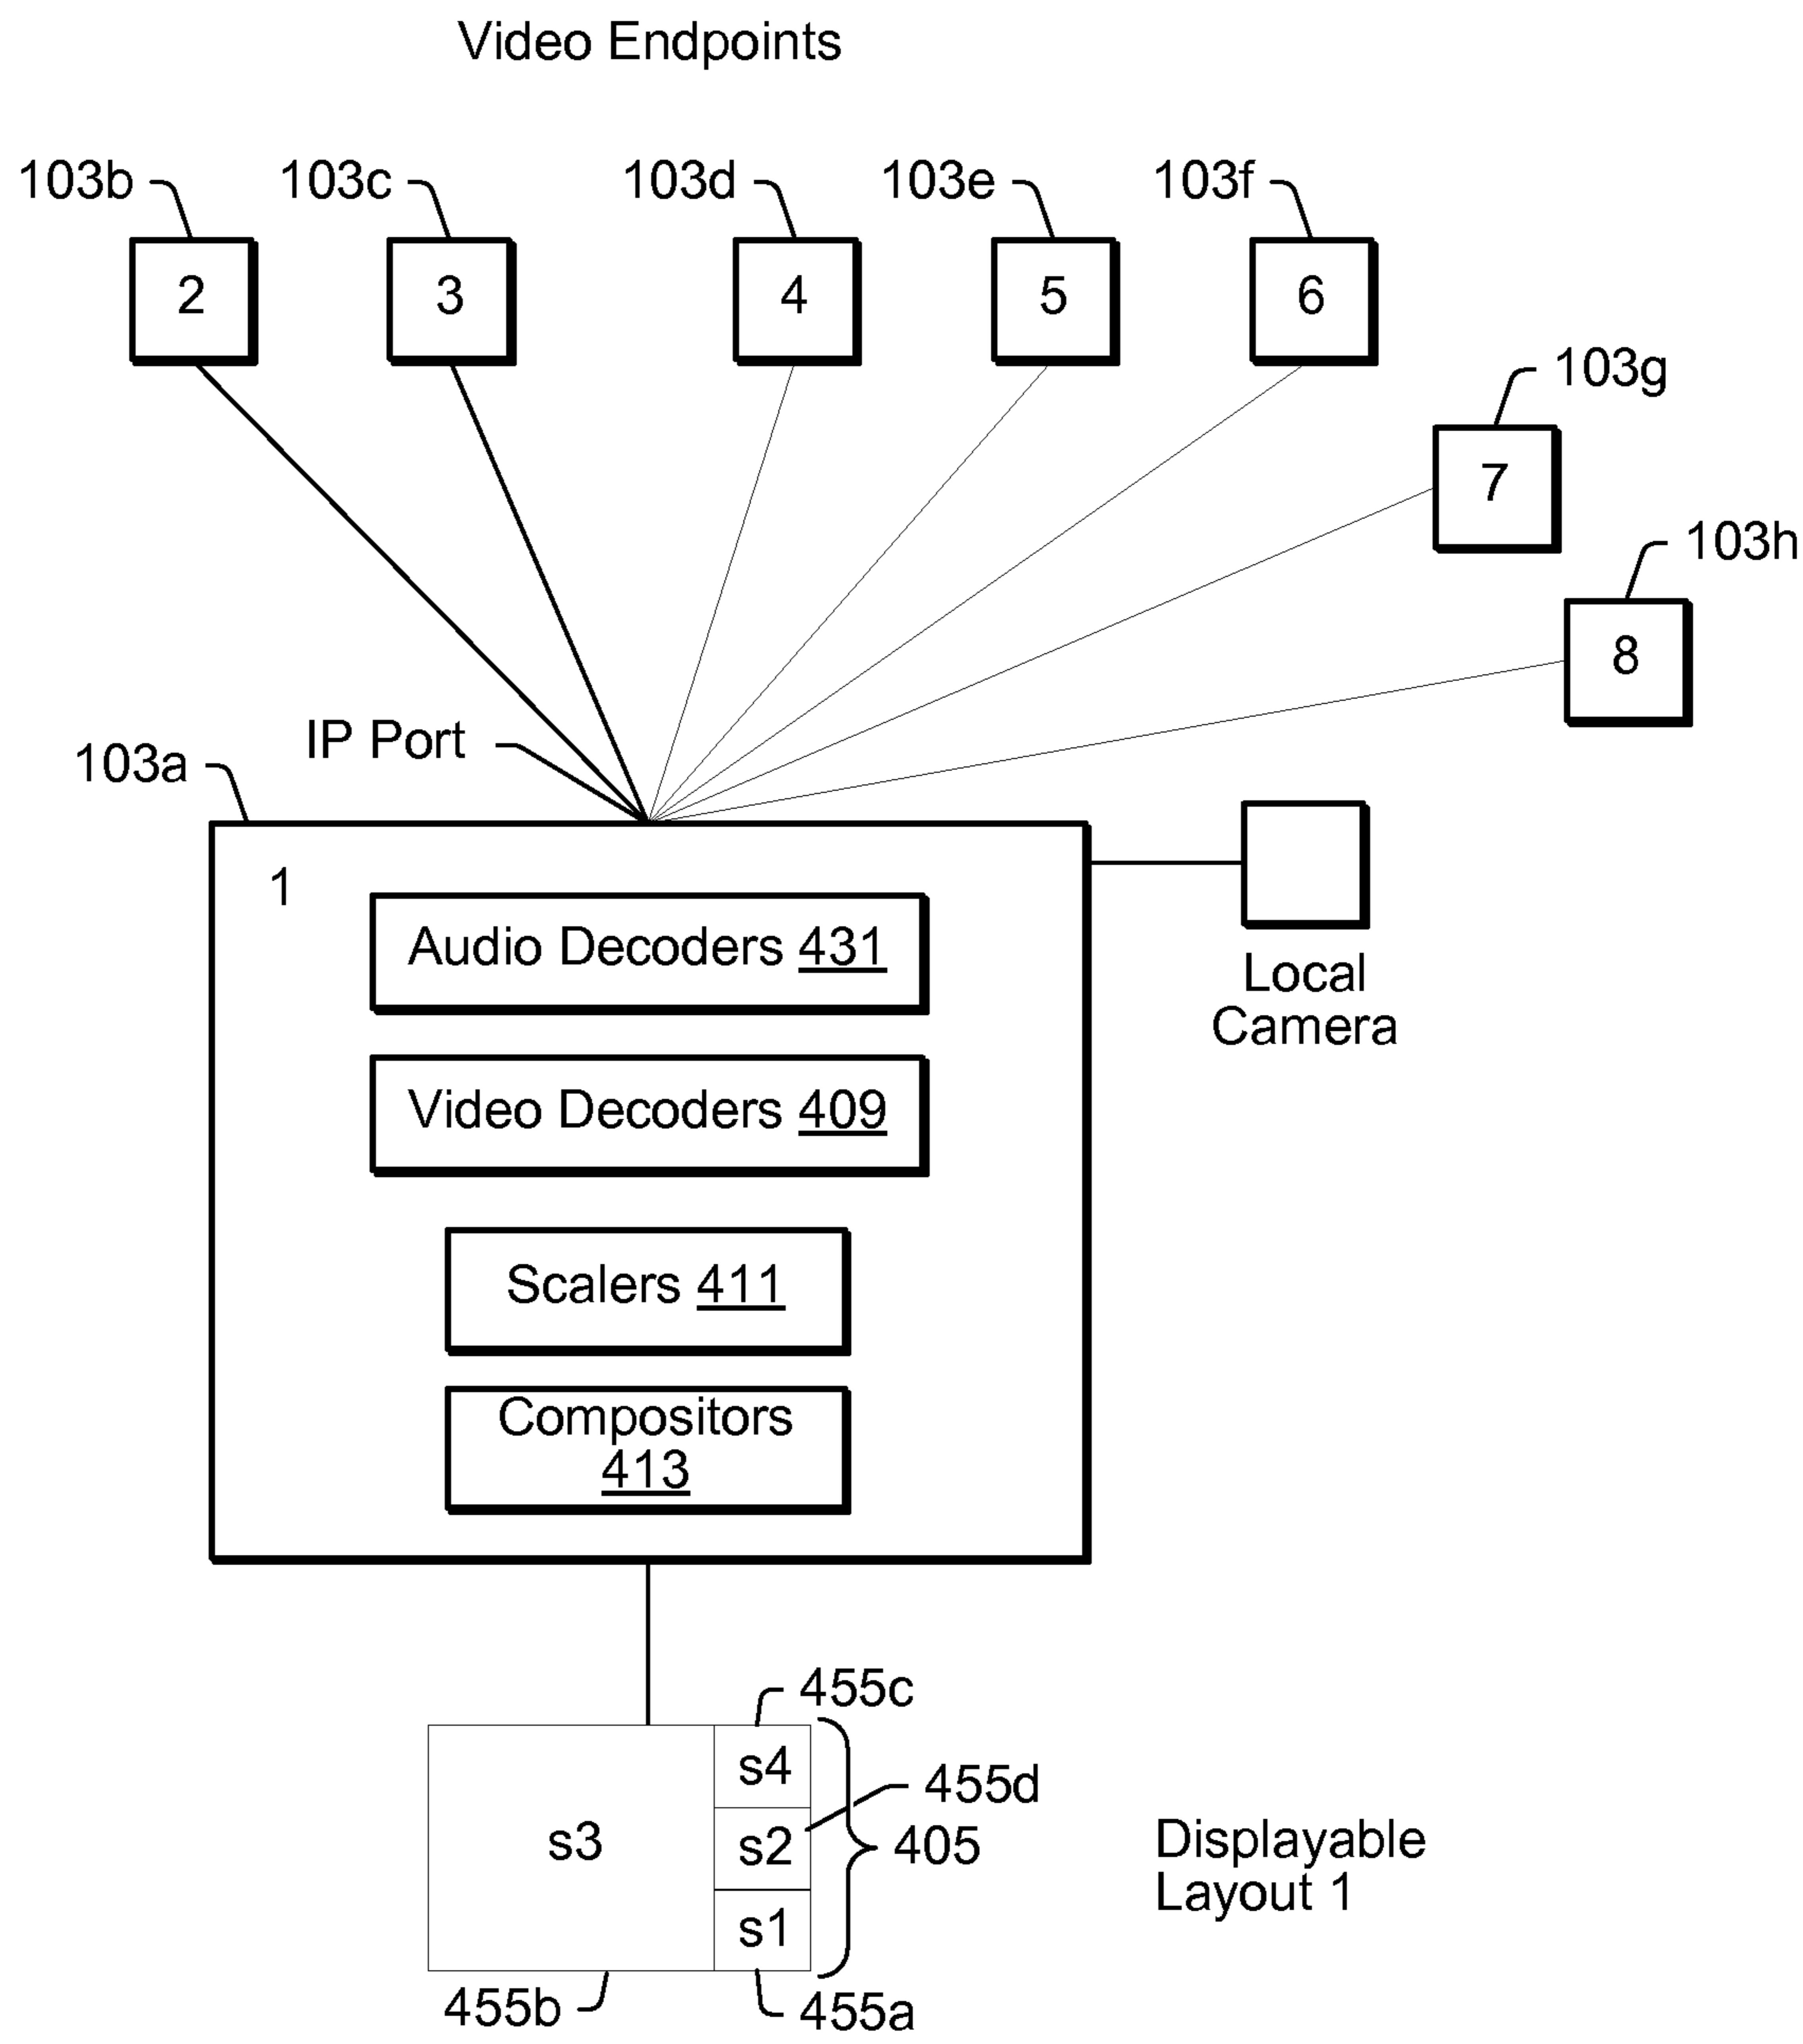 Video Endpoints
103b
103c
103d
103e
103f
2
3
4
5
6
103g
7
103h
8
IP Port
103a
1
Audio Decoders 431
Local
Camera
Video Decoders 409
Scalers 411
Compositors
413
455c
s4
455d
s3
s2
405
Displayable
Layout 1
s1
455b
455a